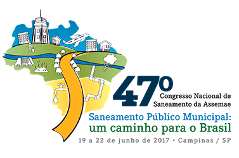 47º
Congresso Nacional de
Saneamento da Assemae
Saneamento Público Municipal:
um caminho para o Brasil
19 a 22 de junho de 2017 • Campinas / SP